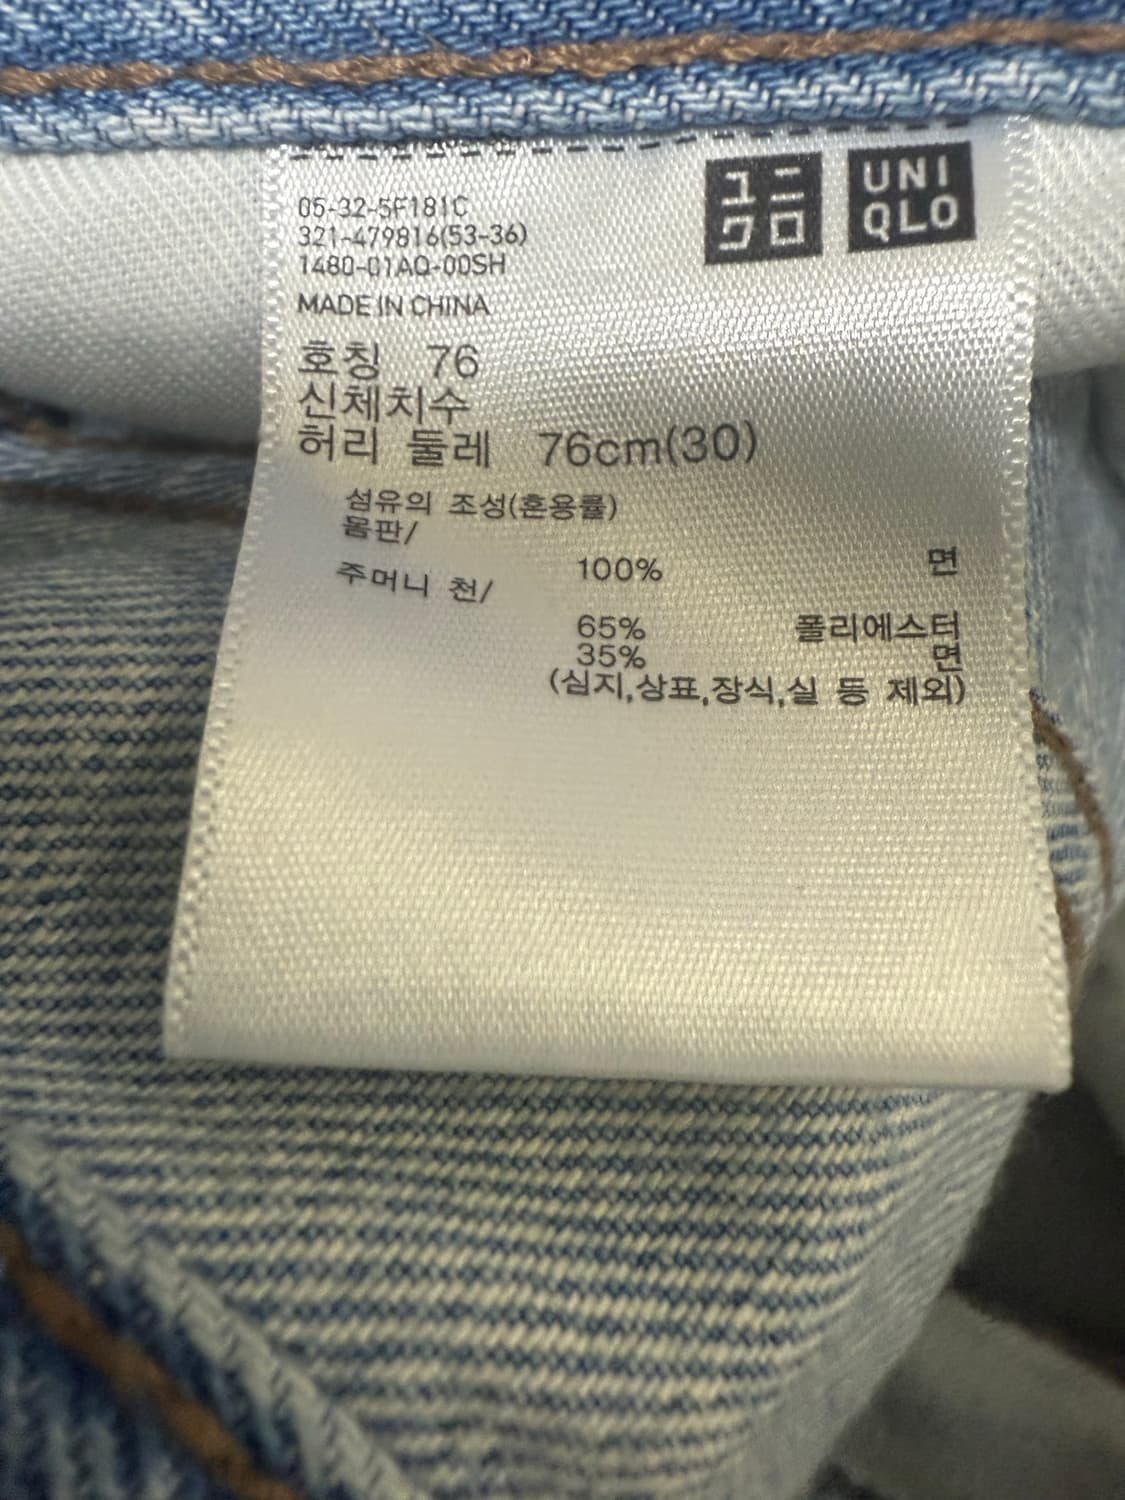 05-32-5F181C
321-479816(53-36)
1480-01AQ-00SH
MADE IN CHINA
ユニ
クロ
UNI
QLO
호칭 76
신체치수
허리 둘레 76cm(30)
섬유의 조성(혼용률)
몸판/
100% 면
주머니 천/
65% 폴리에스터
35% 면
(심지,상표,장식,실 등 제외)